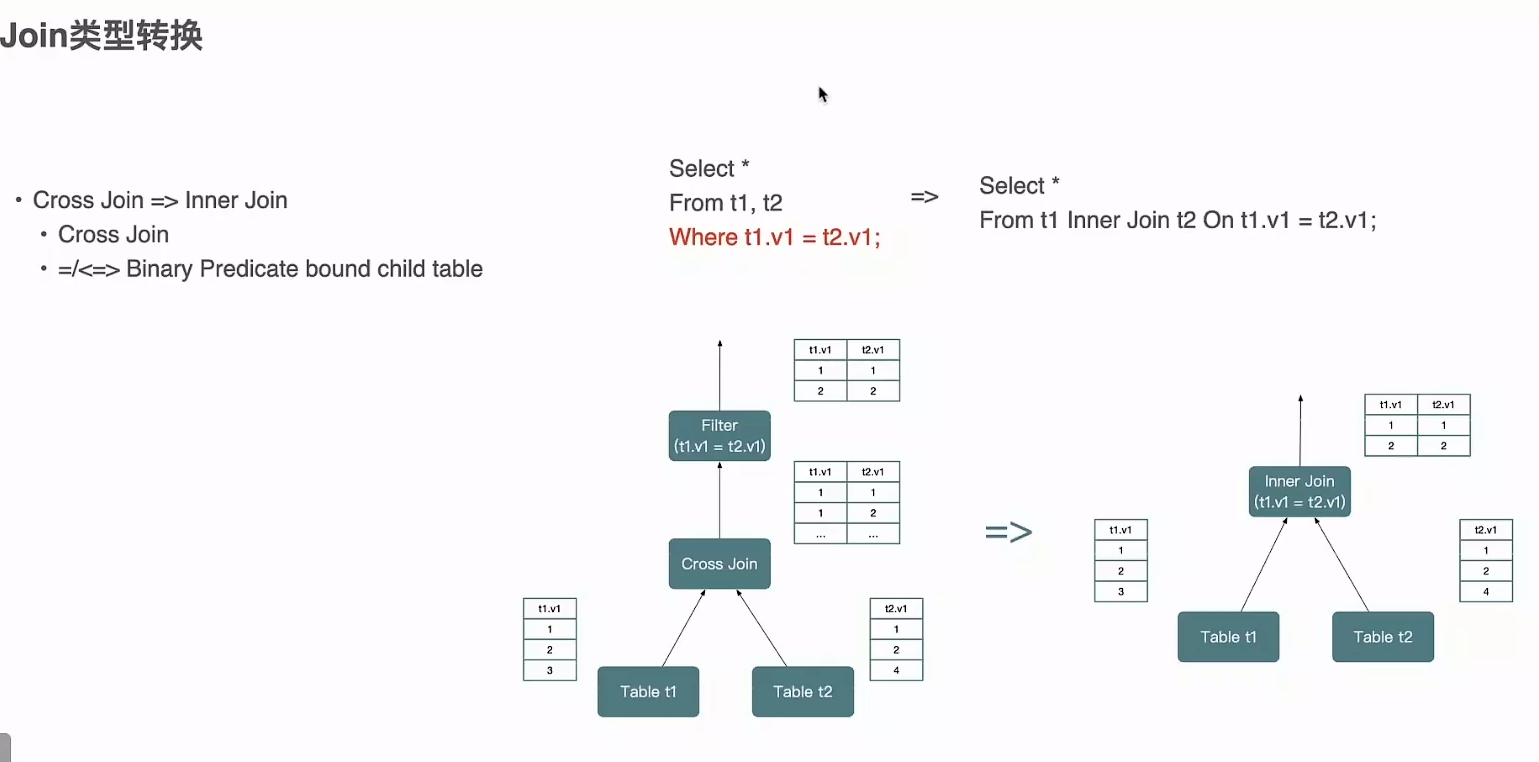 Join类型转换
• Cross Join => Inner Join
• Cross Join
• =/<=> Binary Predicate bound child table
Select *
From t1, t2
Where t1.v1 = t2.v1;
=>
Select *
From t1 Inner Join t2 On t1.v1 = t2.v1;
t1.v1 t2.v1
1 1
2 2
Filter
(t1.v1 = t2.v1)
t1.v1 t2.v1
1 1
1 2
... ...
Cross Join
t1.v1
1
2
3
t2.v1
1
2
4
Table t1
Table t2
=>
t1.v1 t2.v1
1 1
2 2
Inner Join
(t1.v1 = t2.v1)
t1.v1
1
2
3
t2.v1
1
2
4
Table t1
Table t2